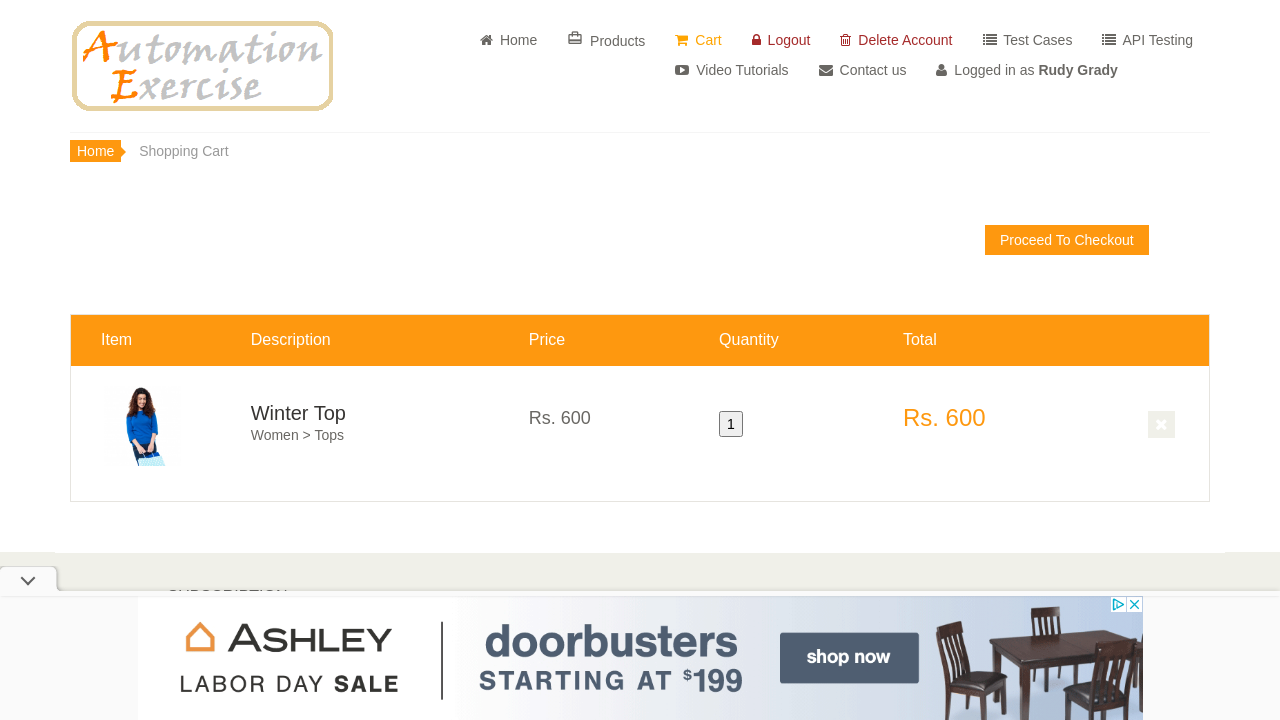 Automation
Exercise
Home
Products
Cart
Logout
Delete Account
Test Cases
API Testing
Video Tutorials
Contact us
Logged in as Rudy Grady
Home
Shopping Cart
Proceed To Checkout
Item Description Price Quantity Total
Winter Top
Women > Tops
Rs. 600
1
Rs. 600
SUBSCRIPTION
ASHLEY
LABOR DAY SALE
doorbusters
STARTING AT $199
shop now